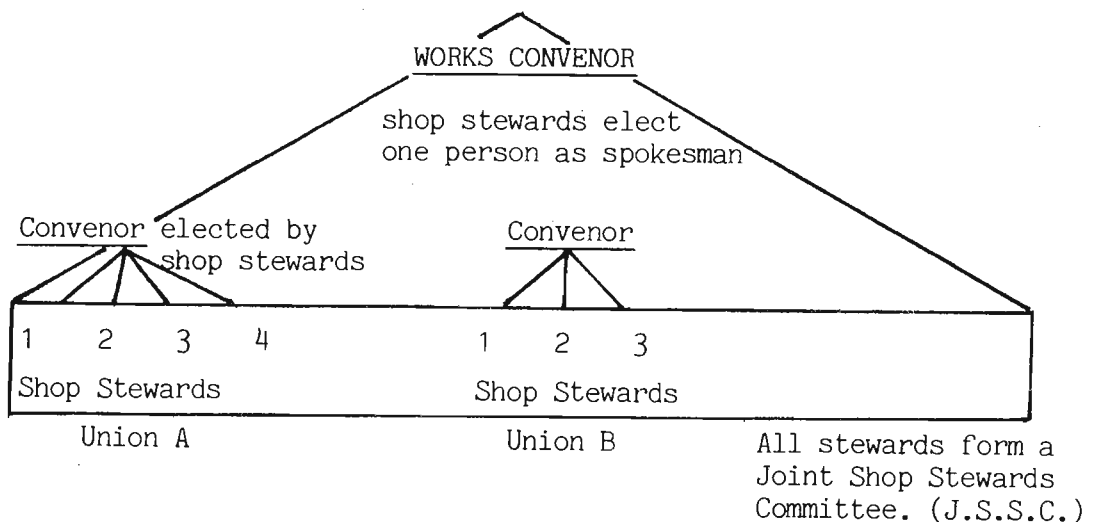 WORKS CONVENOR
shop stewards elect
one person as spokesman
Convenor elected by
shop stewards
Convenor
1 2 3 4
Shop Stewards
1 2 3
Shop Stewards
Union A
Union B
All stewards form a
Joint Shop Stewards
Committee. (J.S.S.C.)